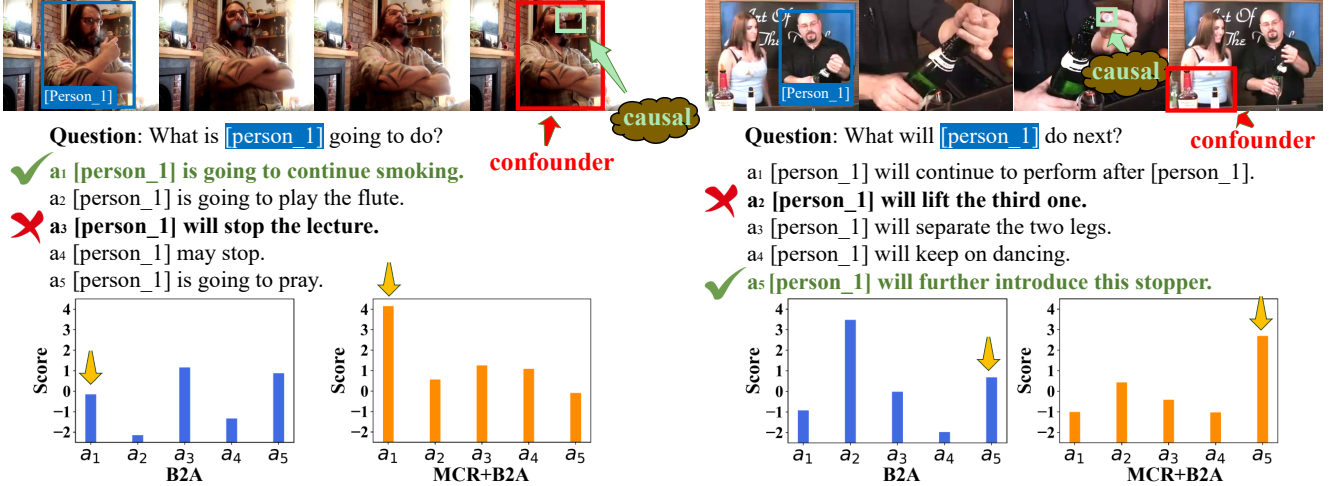 [Person_1]
causal
Question: What is [person_1] going to do?
confounder
a1 [person_1] is going to continue smoking.
a2 [person_1] is going to play the flute.
a3 [person_1] will stop the lecture.
a4 [person_1] may stop.
a5 [person_1] is going to pray.
Score
4
3
2
1
0
−1
−2
a1 a2 a3 a4 a5
B2A
Score
4
3
2
1
0
−1
−2
a1 a2 a3 a4 a5
MCR+B2A
Art Of
The D
[Person_1]
causal
Art Of
The
Question: What will [person_1] do next?
confounder
a1 [person_1] will continue to perform after [person_1].
a2 [person_1] will lift the third one.
a3 [person_1] will separate the two legs.
a4 [person_1] will keep on dancing.
a5 [person_1] will further introduce this stopper.
Score
4
3
2
1
0
−1
−2
a1 a2 a3 a4 a5
B2A
Score
4
3
2
1
0
−1
−2
a1 a2 a3 a4 a5
MCR+B2A